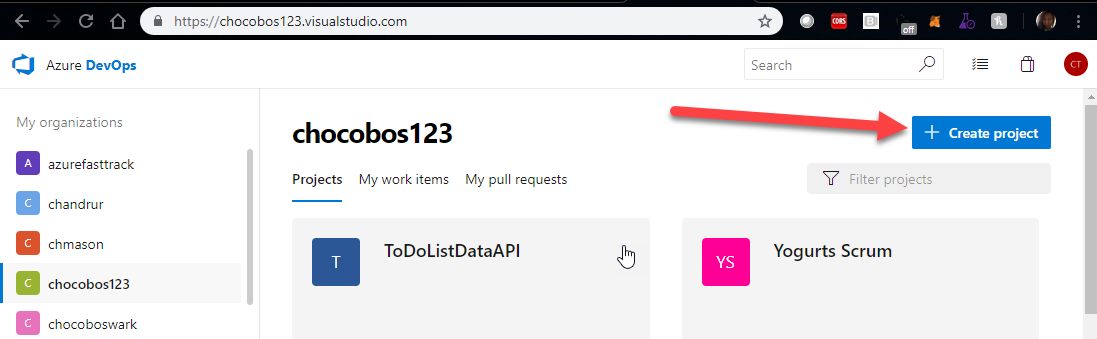 https://chocobos123.visualstudio.com
CORS
off
Azure DevOps
Search
CT
My organizations
A azurefasttrack
C chandrur
C chmason
C chocobos123
C chocoboswark
chocobos123
+ Create project
Projects My work items My pull requests
Filter projects
T ToDoListDataAPI
YS Yogurts Scrum